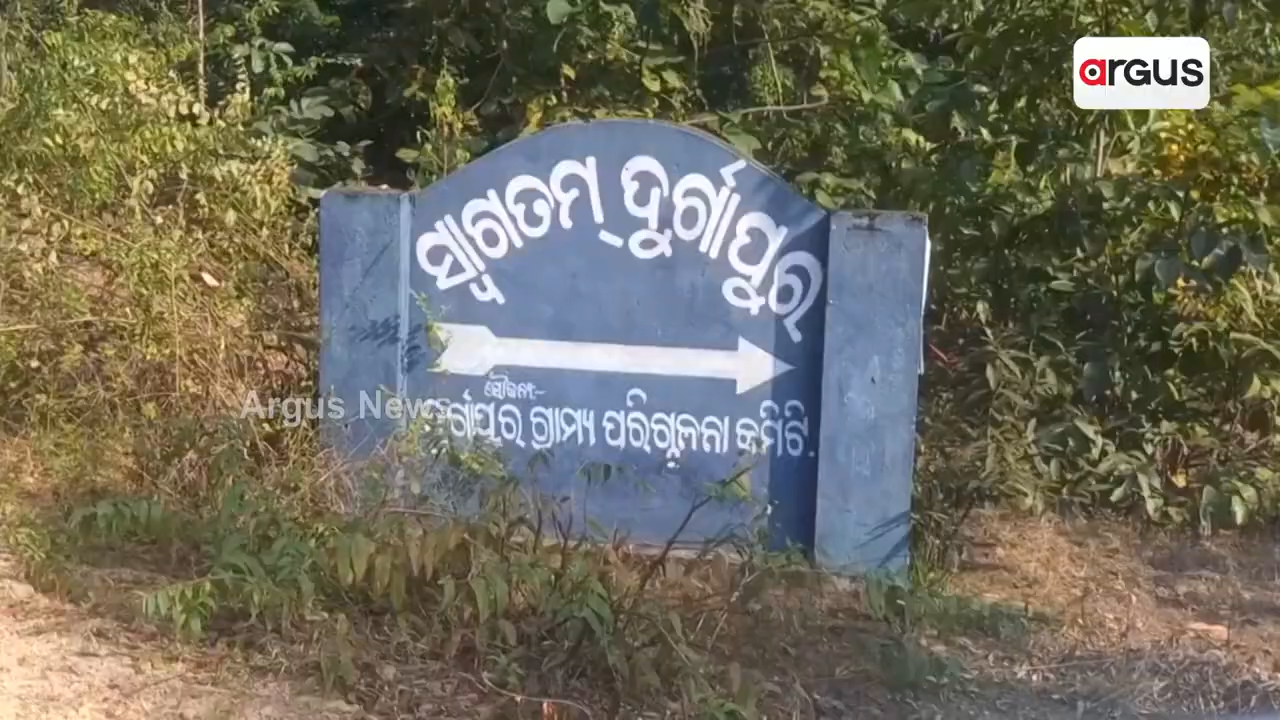 argus
ସ୍ୱାଗତମ୍ ଦୁର୍ଗାପୁର
ସୌଜନ୍ୟ:-
Argus News
ଦୁର୍ଗାପୁର ଗ୍ରାମ୍ୟ ପରିଚାଳନା କମିଟି.